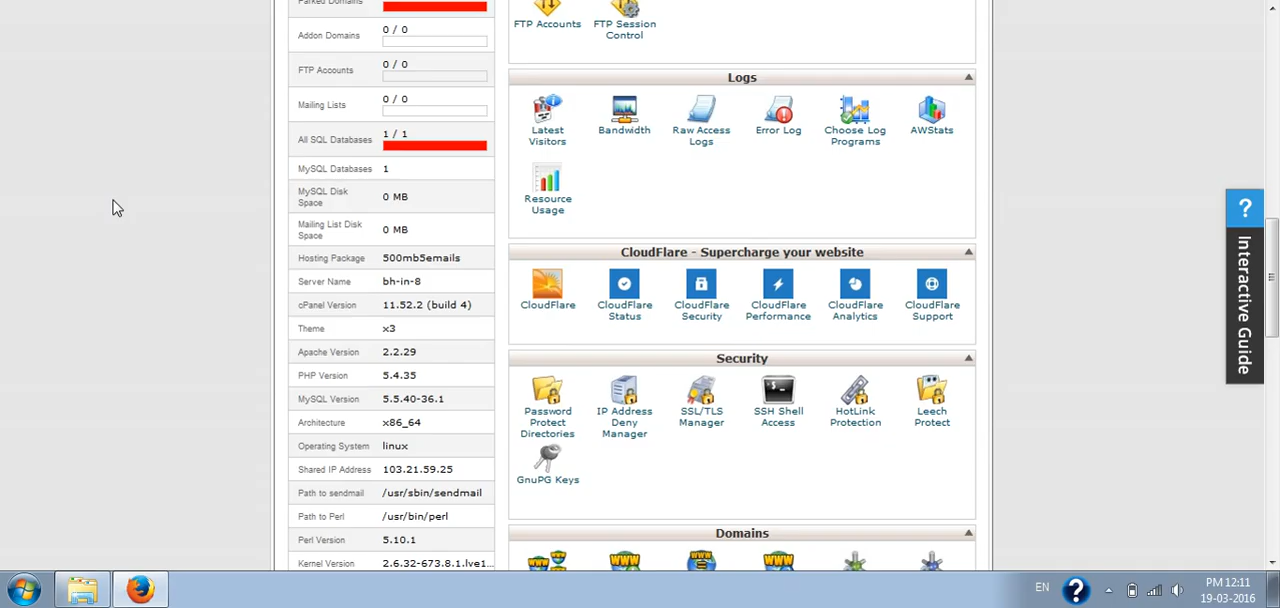 Parked Domains
Addon Domains
0 / 0
FTP Accounts
0 / 0
Mailing Lists
0 / 0
All SQL Databases
1 / 1
MySQL Databases
1
MySQL Disk
Space
0 MB
Mailing List Disk
Space
0 MB
Hosting Package
500mb5emails
Server Name
bh-in-8
cPanel Version
11.52.2 (build 4)
Theme
x3
Apache Version
2.2.29
PHP Version
5.4.35
MySQL Version
5.5.40-36.1
Architecture
x86_64
Operating System
linux
Shared IP Address
103.21.59.25
Path to sendmail
/usr/sbin/sendmail
Path to Perl
/usr/bin/perl
Perl Version
5.10.1
Kernel Version
2.6.32-673.8.1.lve1...
FTP Accounts
FTP Session
Control
Logs
Latest
Visitors
Bandwidth
Raw Access
Logs
Error Log
Choose Log
Programs
AWStats
Resource
Usage
CloudFlare - Supercharge your website
CloudFlare
CloudFlare
Status
CloudFlare
Security
CloudFlare
Performance
CloudFlare
Analytics
CloudFlare
Support
Security
Password
Protect
Directories
IP Address
Deny
Manager
SSL/TLS
Manager
SSH Shell
Access
HotLink
Protection
Leech
Protect
GnuPG Keys
Domains
?
Interactive Guide
EN
?
PM 12:11
19-03-2016